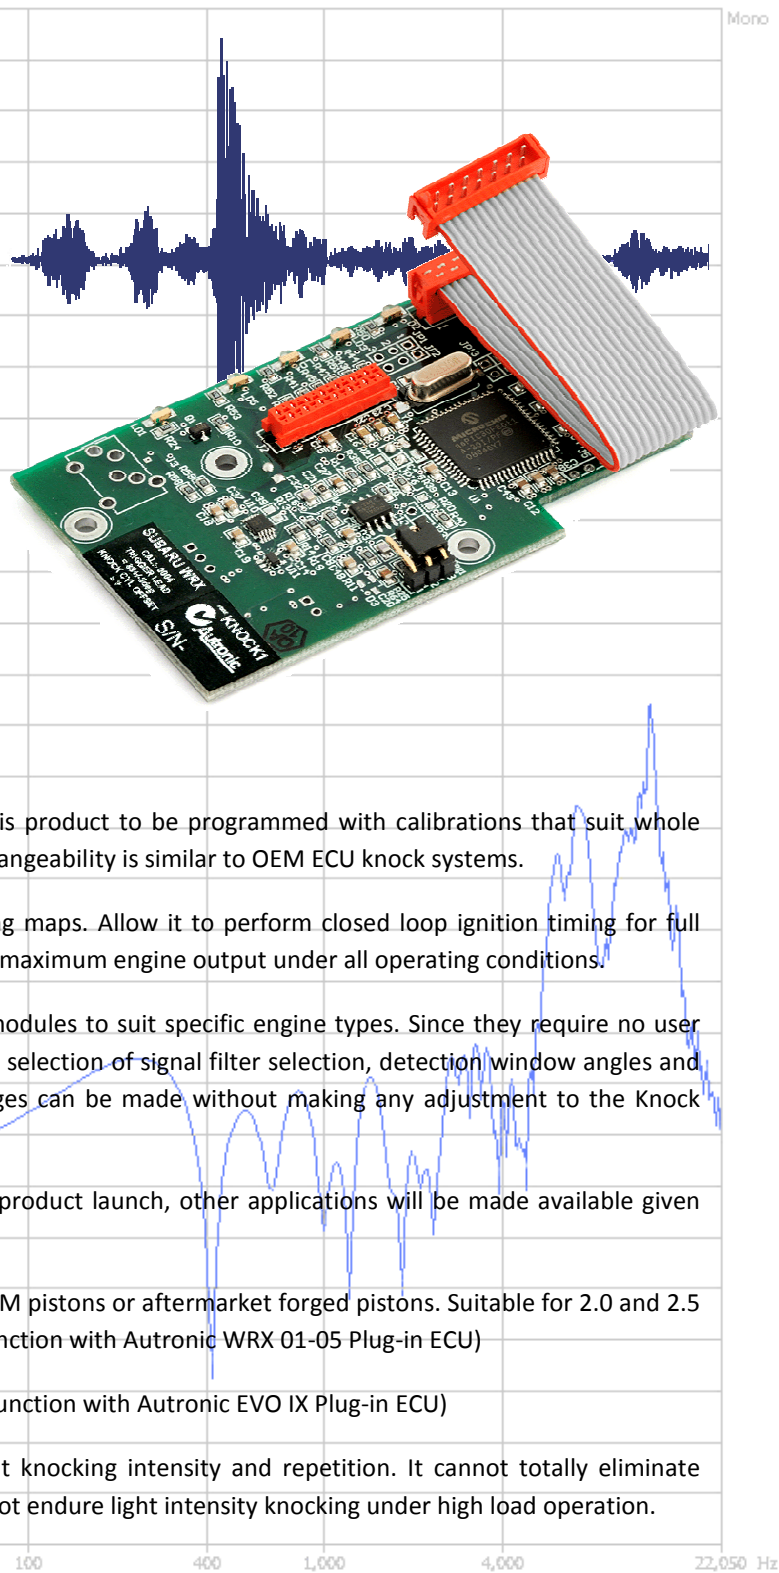 Mono
SUBARU WRX
TRIGGER LEAD
KNOCK CYL OFFSET
S/N-
KNOCK1
Autronic
MICROCHIP
JP3
is product to be programmed with calibrations that suit whole
angeability is similar to OEM ECU knock systems.
g maps. Allow it to perform closed loop ignition timing for full
maximum engine output under all operating conditions.
nodules to suit specific engine types. Since they require no user
selection of signal filter selection, detection window angles and
ges can be made without making any adjustment to the Knock
product launch, other applications will be made available given
M pistons or aftermarket forged pistons. Suitable for 2.0 and 2.5
nction with Autronic WRX 01-05 Plug-in ECU)
unction with Autronic EVO IX Plug-in ECU)
t knocking intensity and repetition. It cannot totally eliminate
ot endure light intensity knocking under high load operation.
100 400 1,000 4,000 22,050 Hz